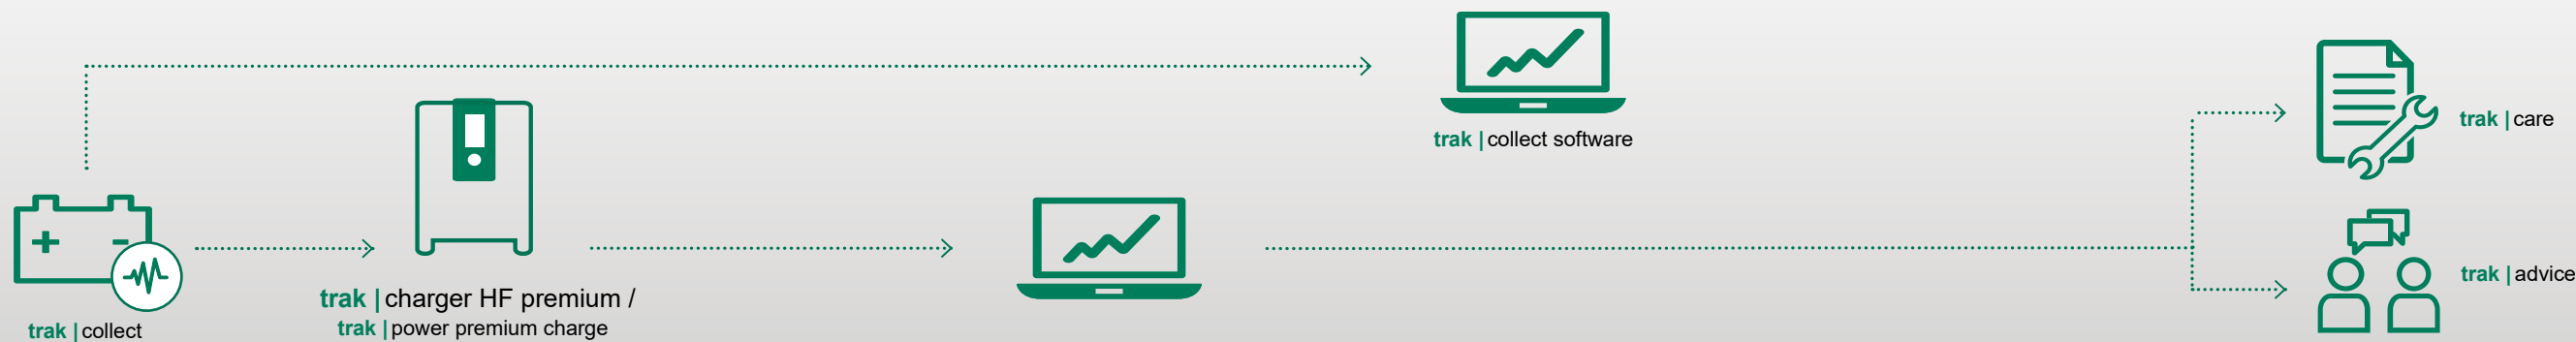 trak | collect software
trak | care
trak | collect
trak | charger HF premium /
trak | power premium charge
trak | advice